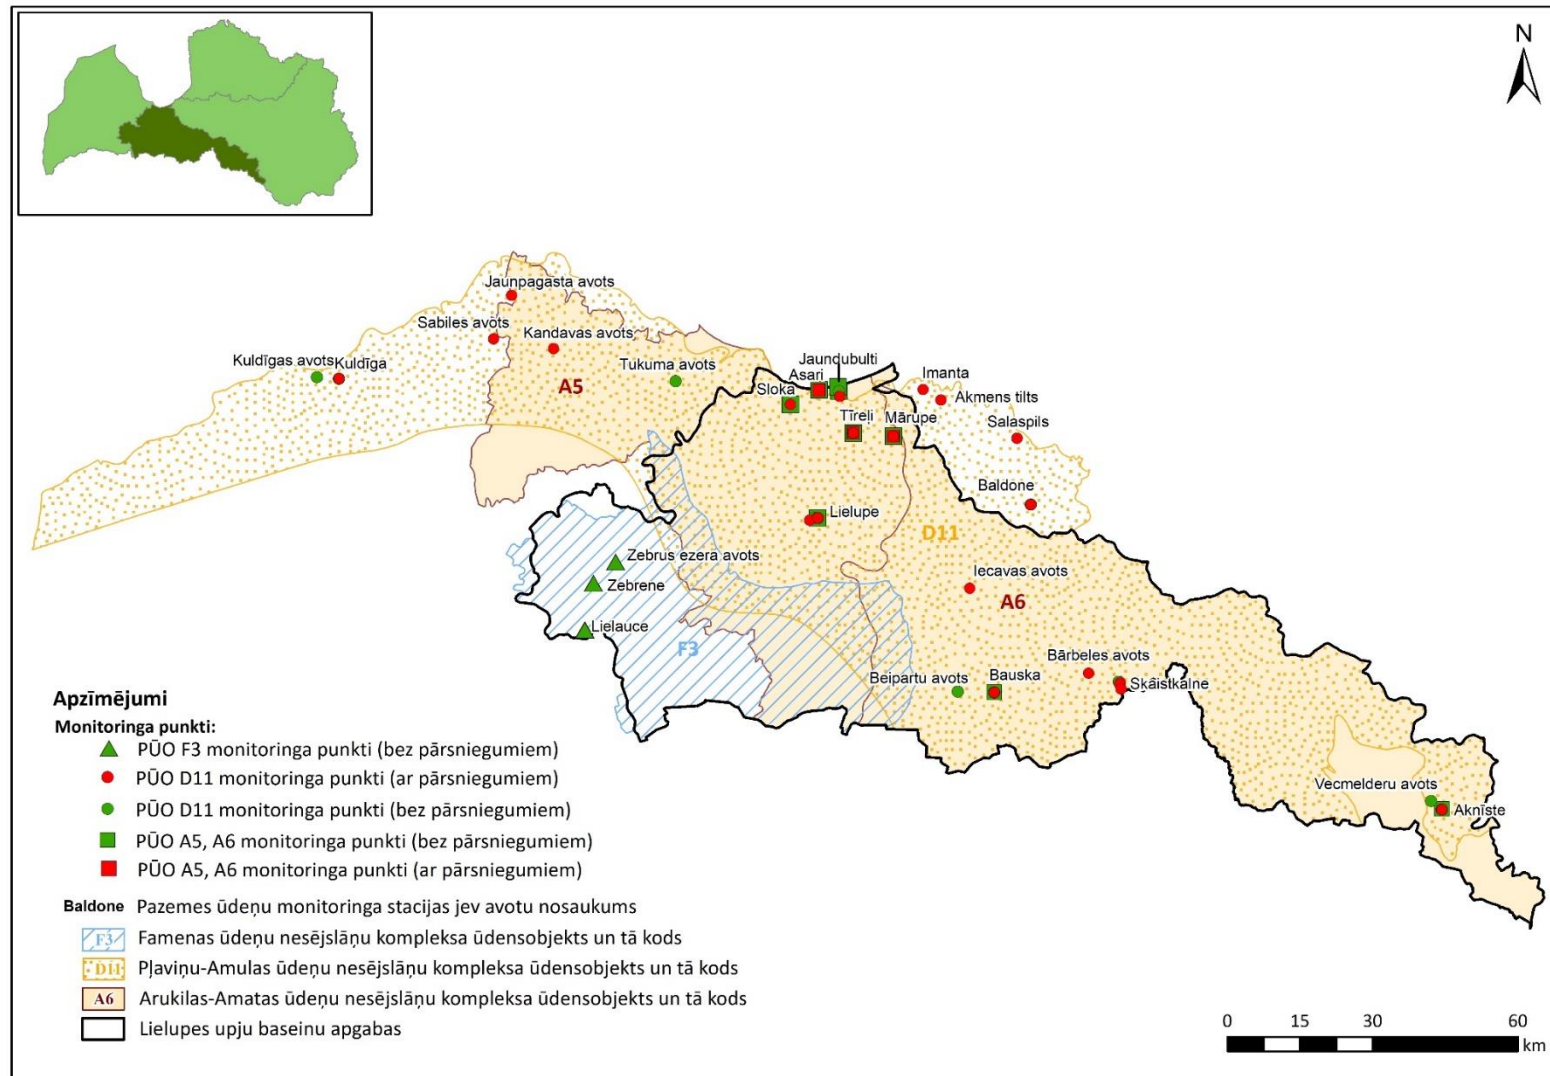 N
Jaunpagasta avots
Sabiles avots
Kandavas avots
Kuldīgas avots
Kuldīga
Tukuma avots
A5
Jaundubulti
Asari
Sloka
Imanta
Akmens tilts
Tīreļi
Mārupe
Salaspils
Baldone
Lielupe
D11
Zebrus ezera avots
Zebrene
Iecavas avots
A6
Lielauce
F3
Bārbeles avots
Beipartu avots
Bauska
Skaistkalne
Vecmelderu avots
Aknīste
Apzīmējumi
Monitoringa punkti:
PŪO F3 monitoringa punkti (bez pārsniegumiem)
PŪO D11 monitoringa punkti (ar pārsniegumiem)
PŪO D11 monitoringa punkti (bez pārsniegumiem)
PŪO A5, A6 monitoringa punkti (bez pārsniegumiem)
PŪO A5, A6 monitoringa punkti (ar pārsniegumiem)
Baldone Pazemes ūdeņu monitoringa stacijas jev avotu nosaukums
F3 Famenas ūdeņu nesējslāņu kompleksa ūdensobjekts un tā kods
D11 Pļaviņu-Amulas ūdeņu nesējslāņu kompleksa ūdensobjekts un tā kods
A6 Arukilas-Amatas ūdeņu nesējslāņu kompleksa ūdensobjekts un tā kods
Lielupes upju baseinu apgabas
0 15 30 60
km